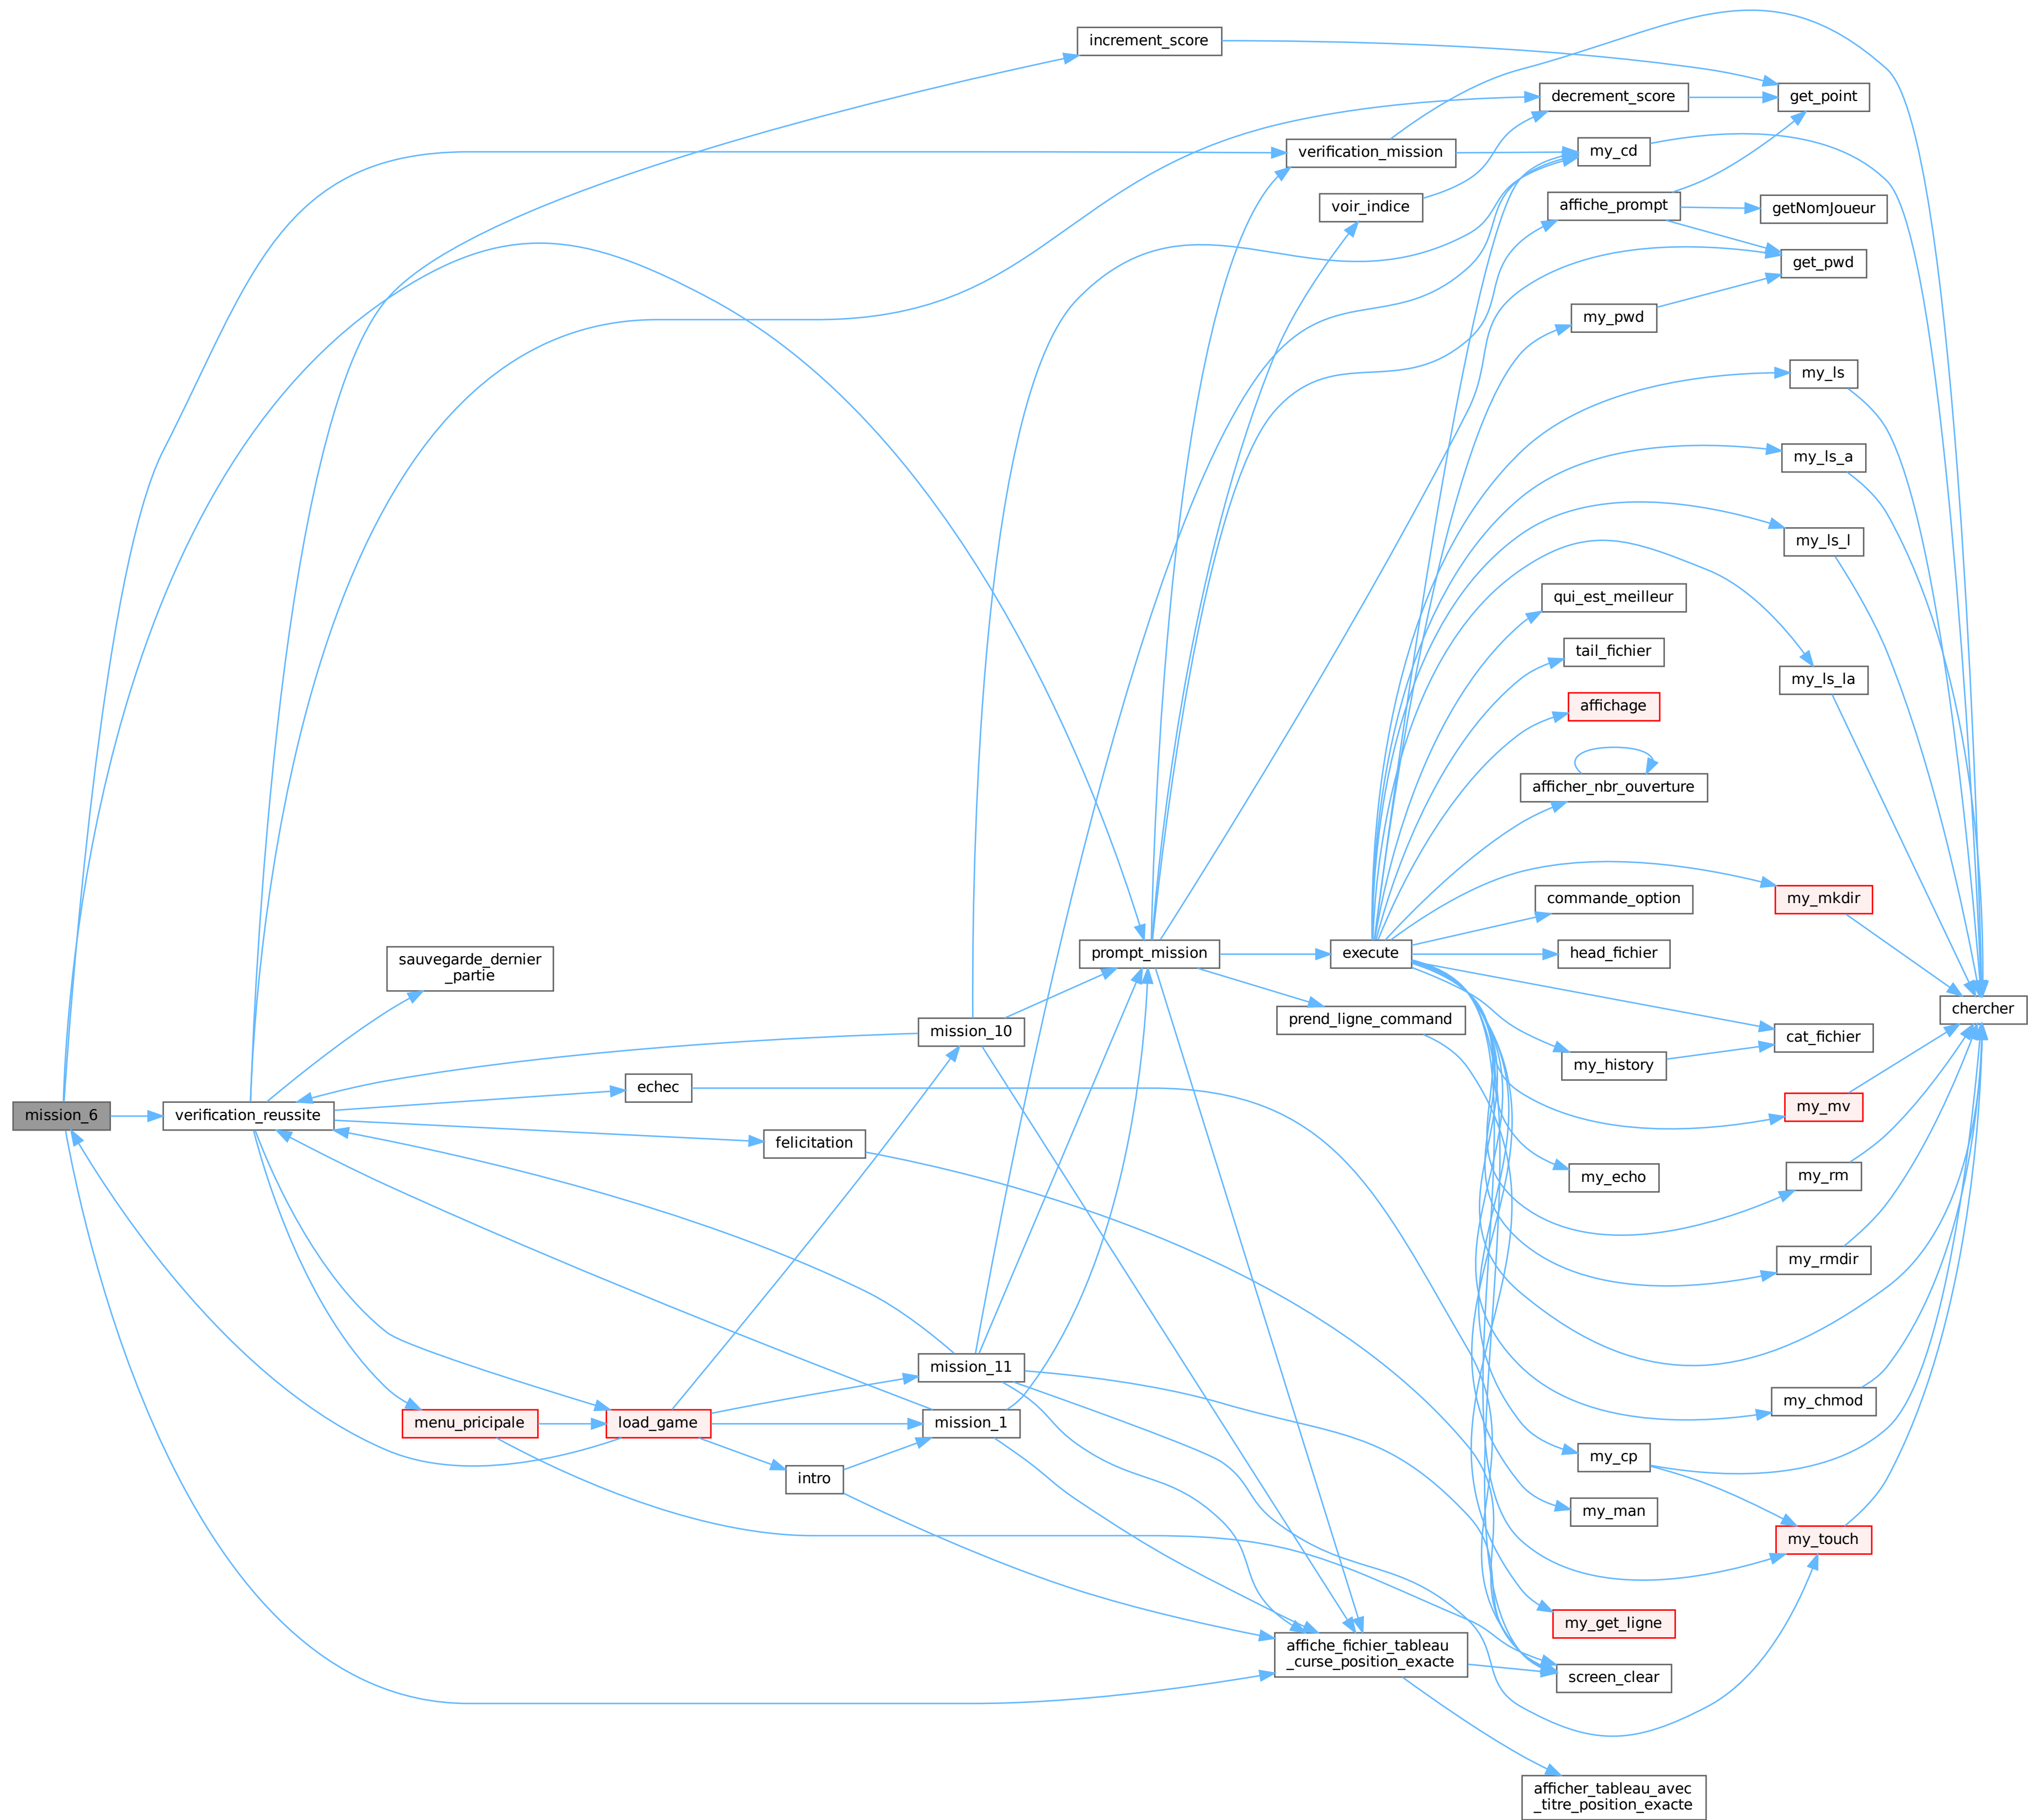 increment_score
decrement_score
get_point
verification_mission
my_cd
voir_indice
affiche_prompt
getNomJoueur
get_pwd
my_pwd
my_ls
my_ls_a
my_ls_l
qui_est_meilleur
tail_fichier
my_ls_la
affichage
afficher_nbr_ouverture
commande_option
my_mkdir
sauvegarde_dernier
_partie
prompt_mission
execute
head_fichier
chercher
mission_10
prend_ligne_command
cat_fichier
my_history
echec
my_mv
mission_6
verification_reussite
felicitation
my_echo
my_rm
my_rmdir
mission_11
my_chmod
menu_pricipale
load_game
mission_1
my_cp
intro
my_man
my_touch
my_get_ligne
affiche_fichier_tableau
_curse_position_exacte
screen_clear
afficher_tableau_avec
_titre_position_exacte